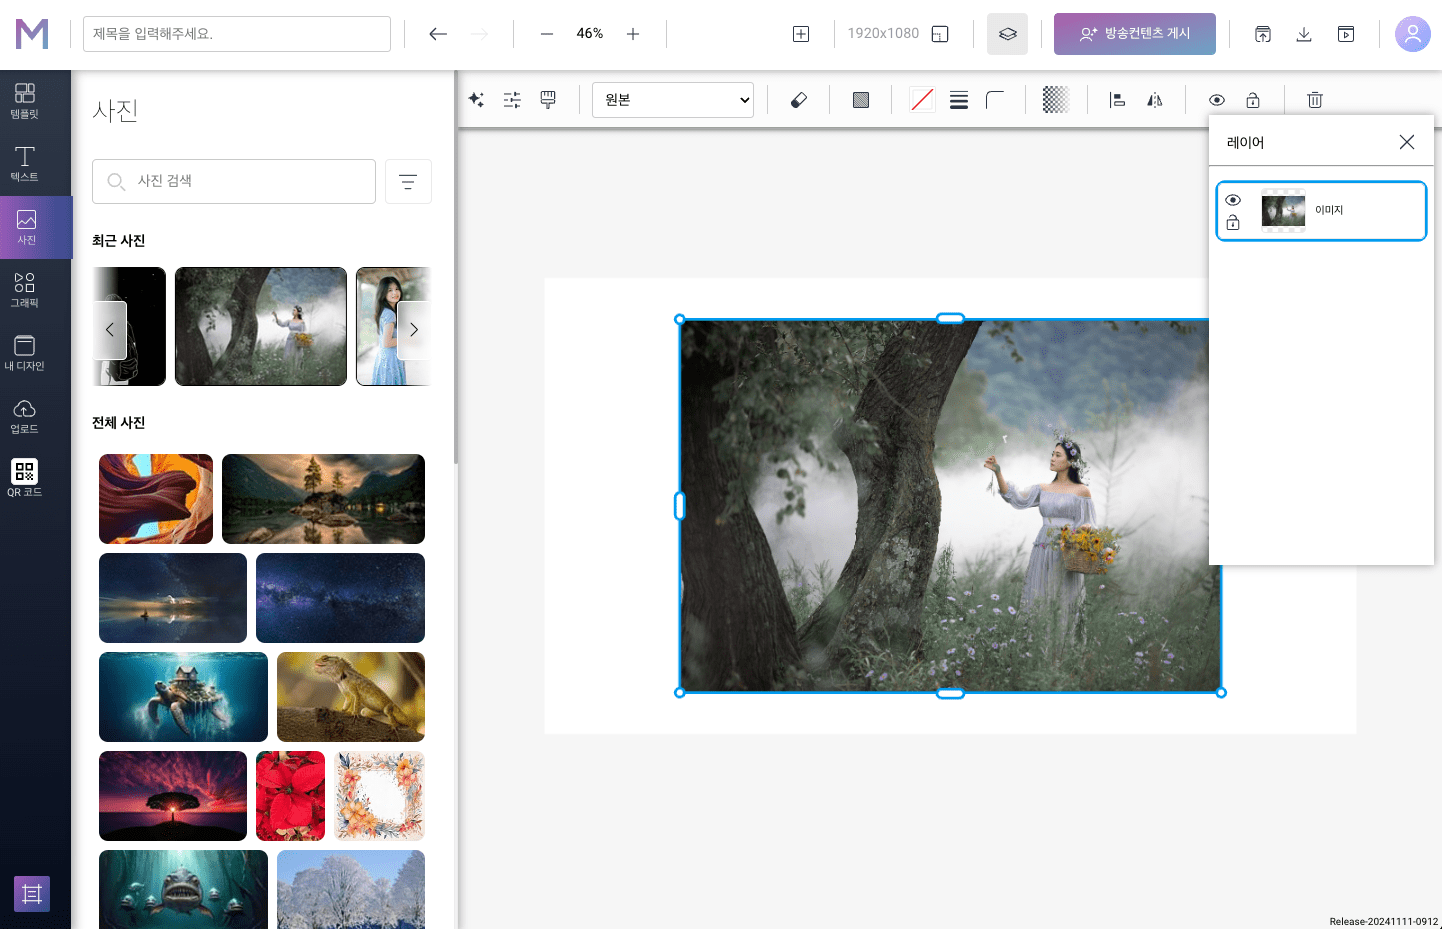 제목을 입력해주세요.
46%
1920x1080
방송컨텐츠 게시
템플릿
텍스트
사진
그래픽
내 디자인
업로드
QR 코드
사진
사진 검색
최근 사진
전체 사진
원본
레이어
이미지
Release-20241111-0912